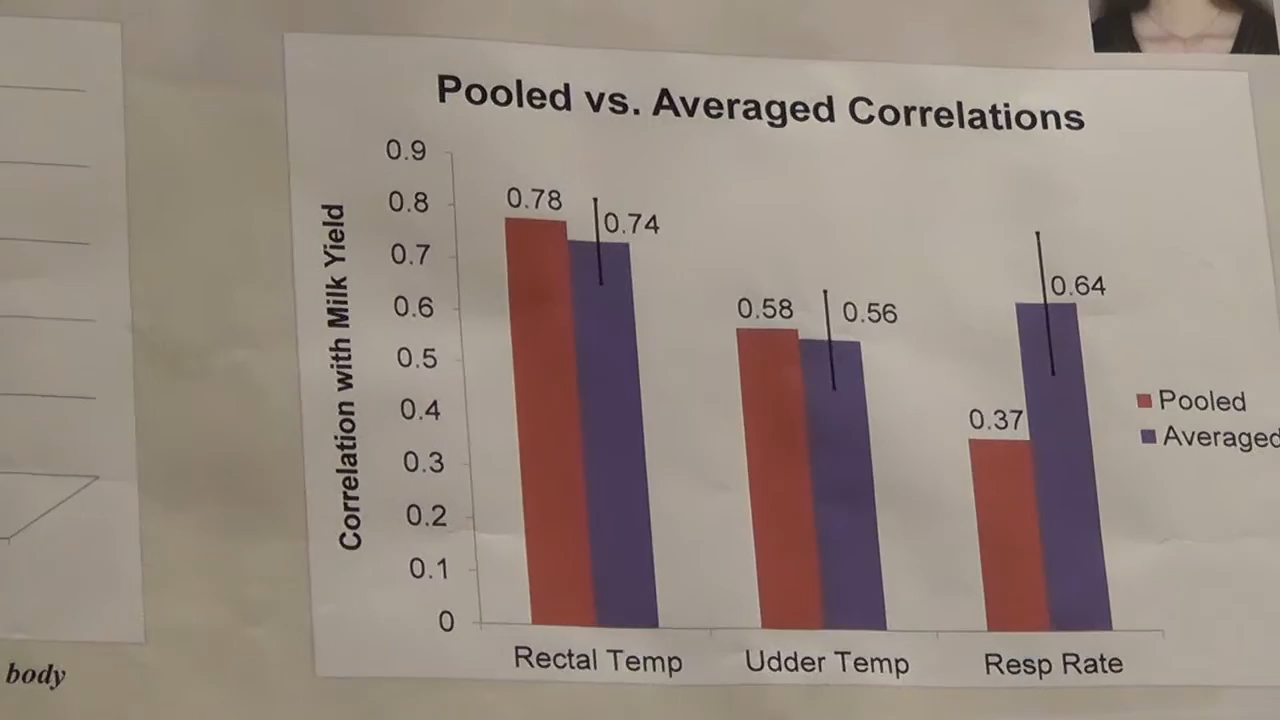 Pooled vs. Averaged Correlations
Correlation with Milk Yield
0.9
0.8
0.7
0.6
0.5
0.4
0.3
0.2
0.1
0
0.78
0.74
0.58
0.56
0.37
0.64
Rectal Temp
Udder Temp
Resp Rate
Pooled
Averaged
body